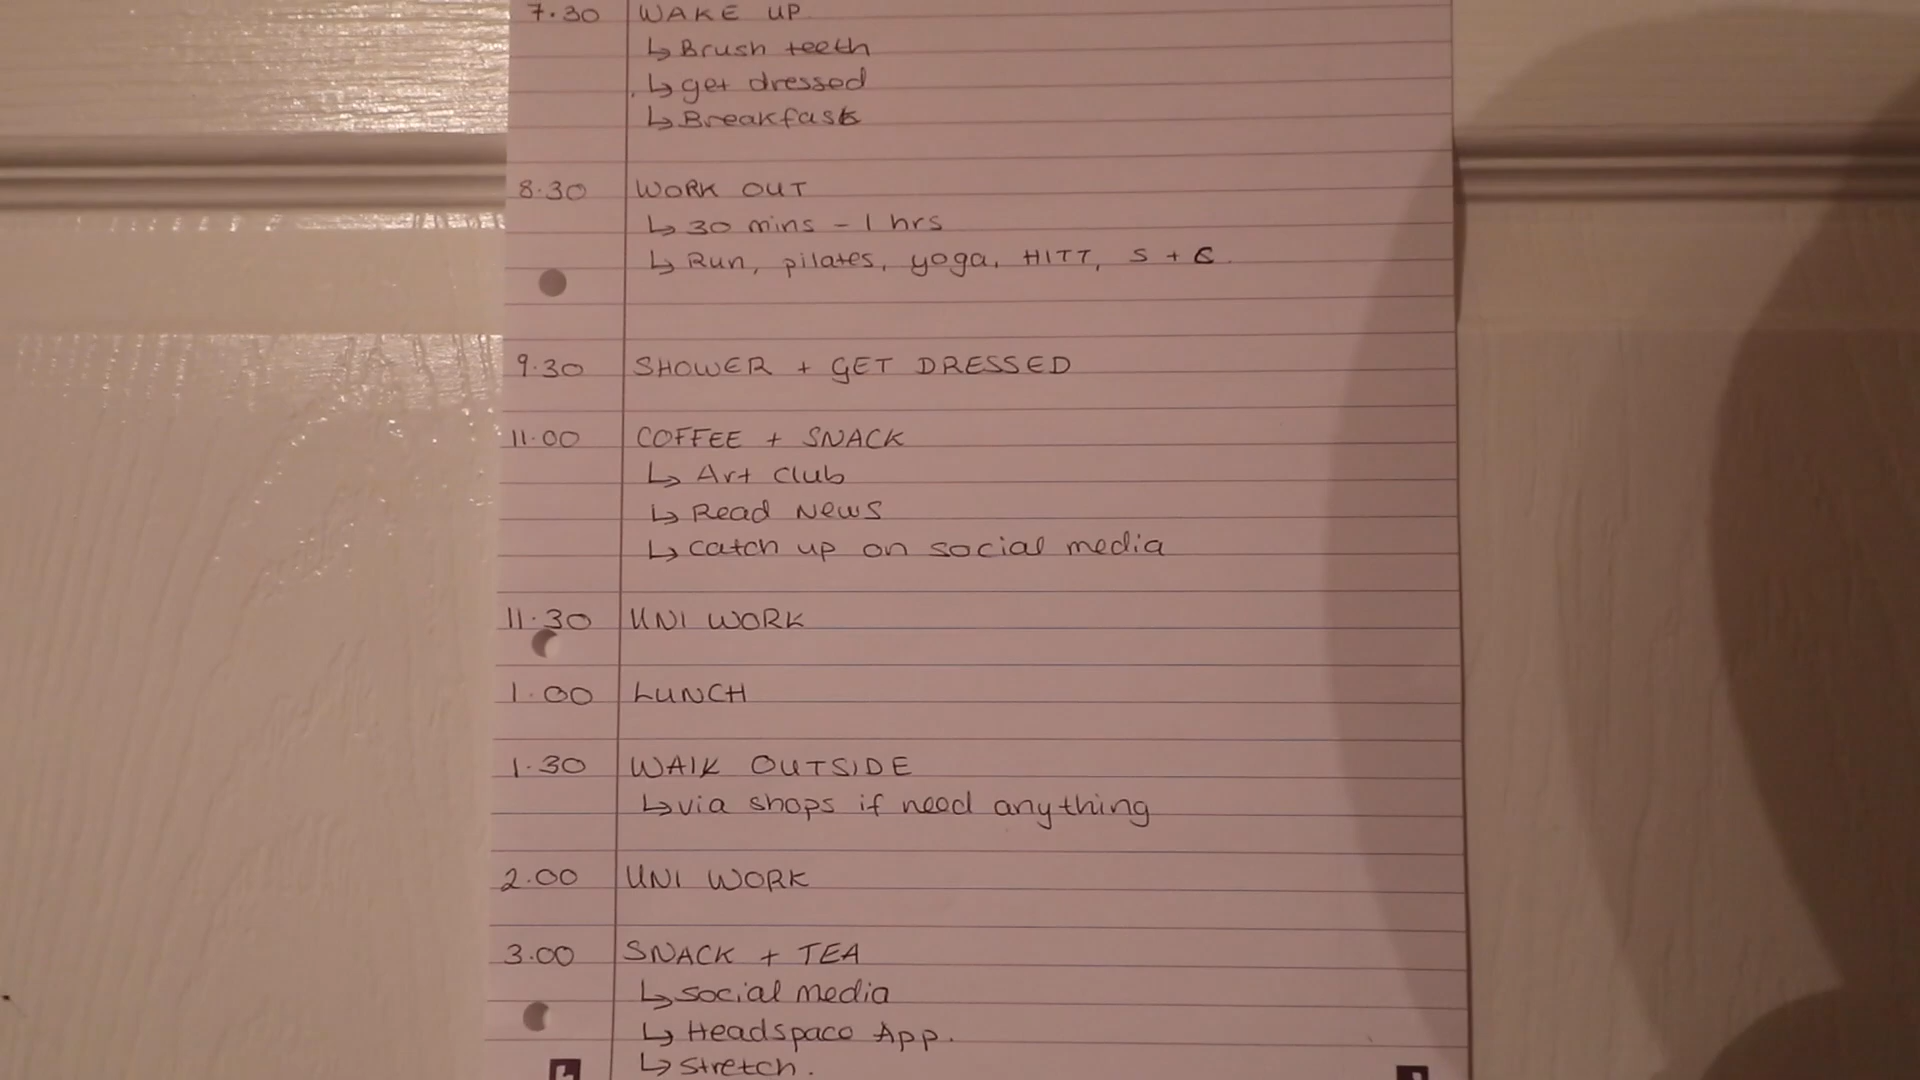 7.30 WAKE UP
↳ Brush teeth
↳ get dressed
↳ Breakfast
8.30 WORK OUT
↳ 30 mins - 1 hrs
↳ Run, pilates, yoga, HITT, S + C.
9.30 SHOWER + GET DRESSED
11.00 COFFEE + SNACK
↳ Art club
↳ Read News
↳ catch up on social media
11.30 UNI WORK
1.00 LUNCH
1.30 WALK OUTSIDE
↳ via shops if need anything
2.00 UNI WORK
3.00 SNACK + TEA
↳ social media
↳ Headspace App.
↳ stretch.